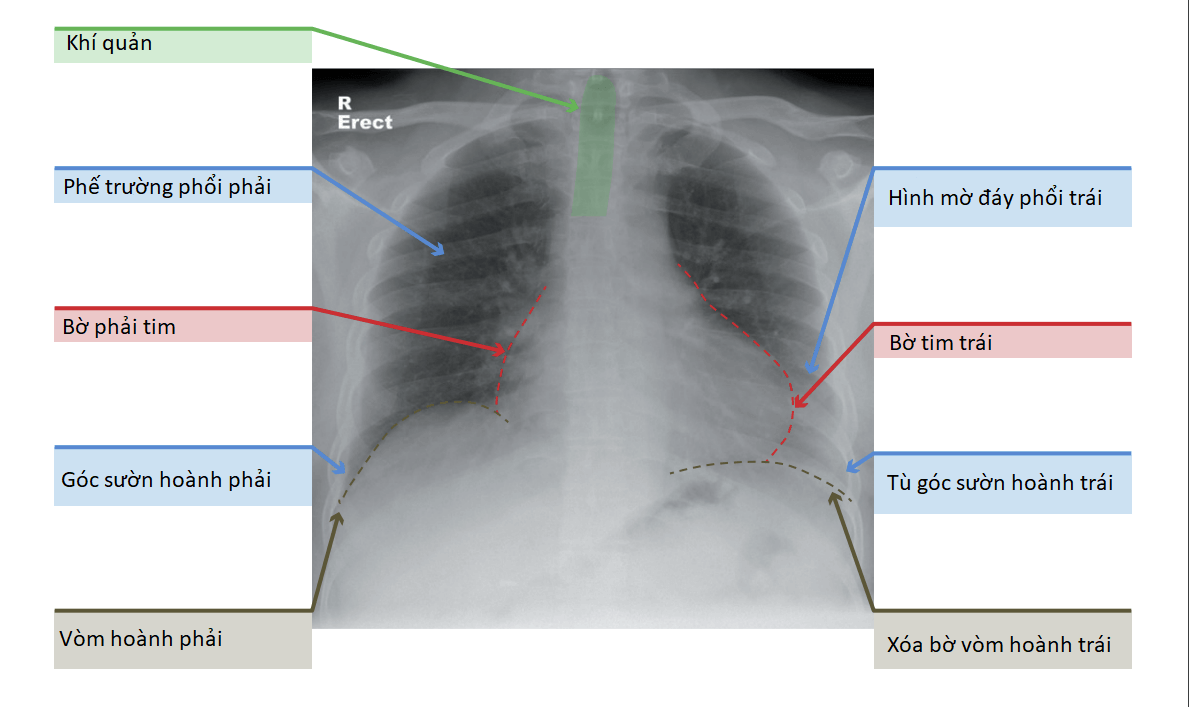 Khí quản
R
Erect
Phế trường phổi phải
Hình mờ đáy phổi trái
Bờ phải tim
Bờ tim trái
Góc sườn hoành phải
Tù góc sườn hoành trái
Vòm hoành phải
Xóa bờ vòm hoành trái